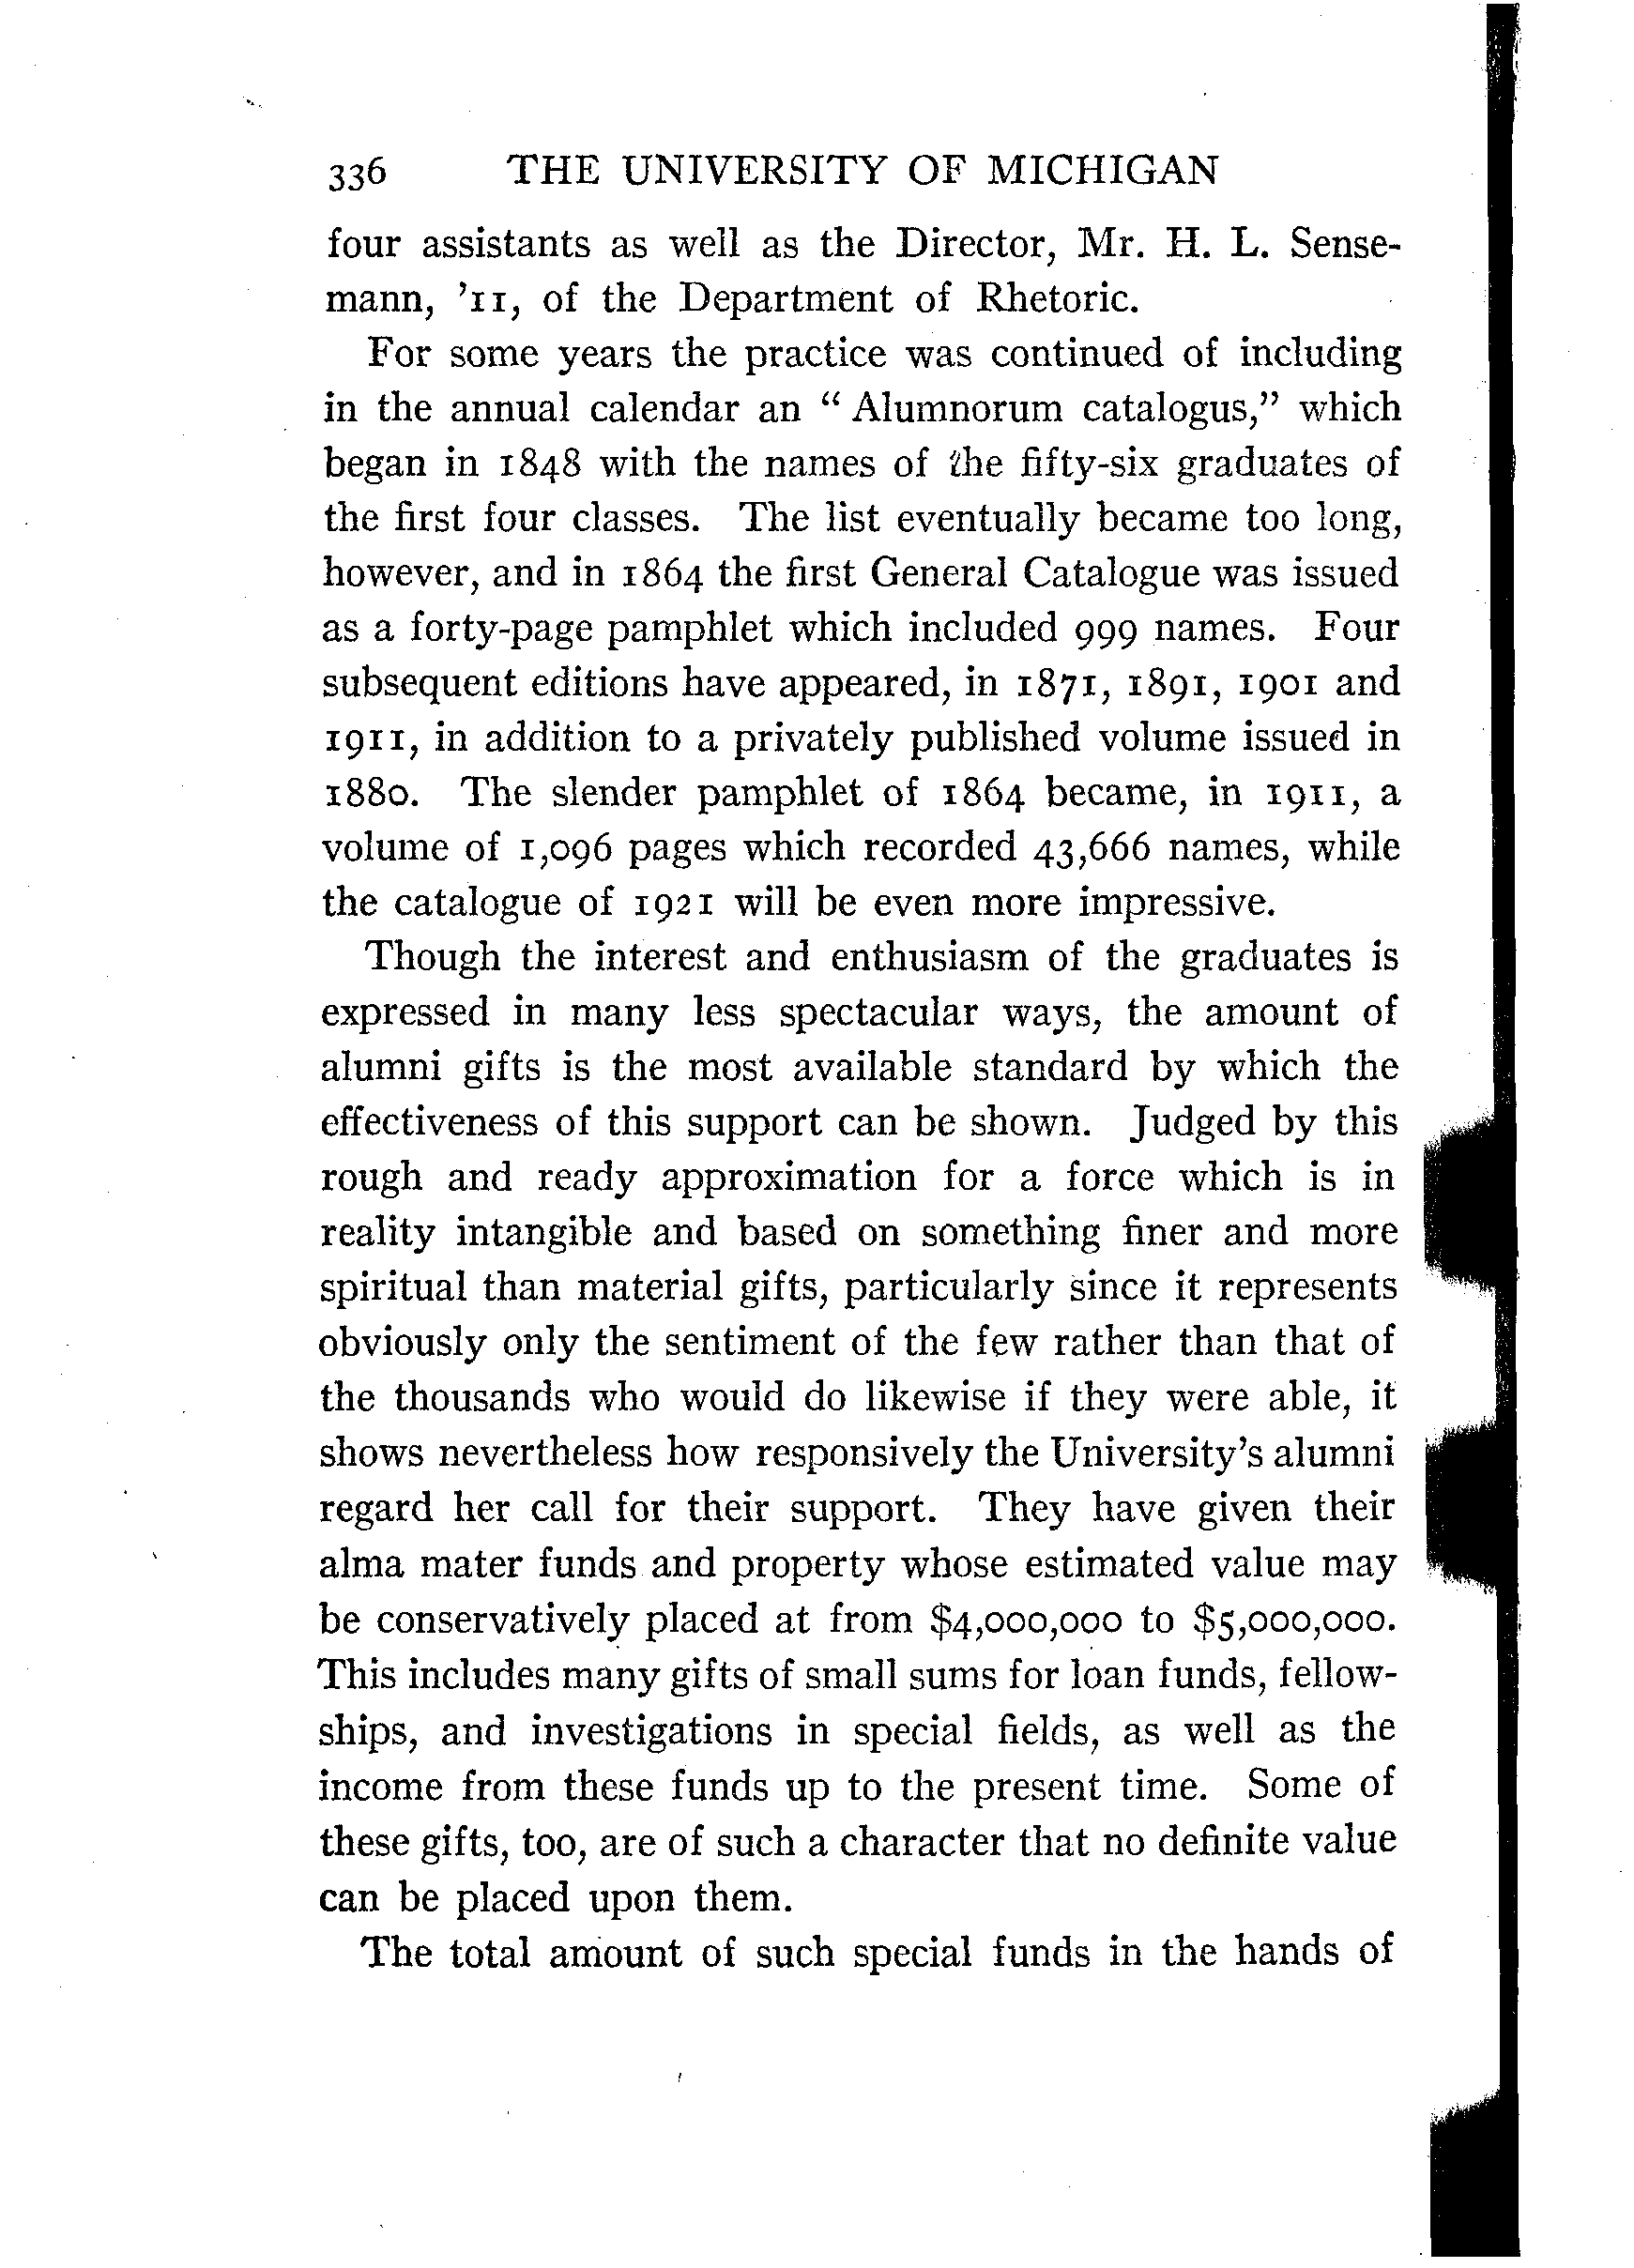 336 THE UNIVERSITY OF MICHIGAN
four assistants as well as the Director, Mr. H. L. Sense-
mann, '11, of the Department of Rhetoric.
For some years the practice was continued of including
in the annual calendar an " Alumnorum catalogus," which
began in 1848 with the names of the fifty-six graduates of
the first four classes. The list eventually became too long,
however, and in 1864 the first General Catalogue was issued
as a forty-page pamphlet which included 999 names. Four
subsequent editions have appeared, in 1871, 1891, 1901 and
1911, in addition to a privately published volume issued in
1880. The slender pamphlet of 1864 became, in 1911, a
volume of 1,096 pages which recorded 43,666 names, while
the catalogue of 1921 will be even more impressive.
Though the interest and enthusiasm of the graduates is
expressed in many less spectacular ways, the amount of
alumni gifts is the most available standard by which the
effectiveness of this support can be shown. Judged by this
rough and ready approximation for a force which is in
reality intangible and based on something finer and more
spiritual than material gifts, particularly since it represents
obviously only the sentiment of the few rather than that of
the thousands who would do likewise if they were able, it
shows nevertheless how responsively the University's alumni
regard her call for their support. They have given their
alma mater funds and property whose estimated value may
be conservatively placed at from $4,000,000 to $5,000,000.
This includes many gifts of small sums for loan funds, fellow-
ships, and investigations in special fields, as well as the
income from these funds up to the present time. Some of
these gifts, too, are of such a character that no definite value
can be placed upon them.
The total amount of such special funds in the hands of